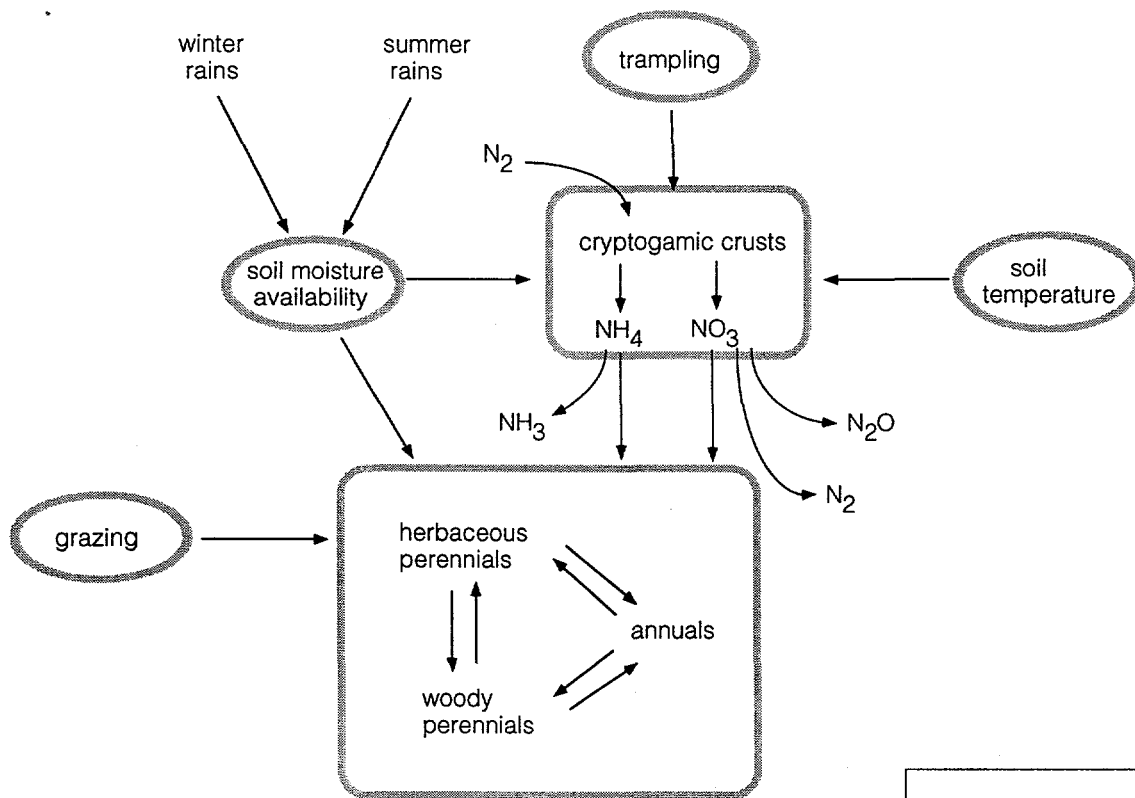 winter
rains
summer
rains
trampling
N2
cryptogamic crusts
soil moisture
availability
soil
temperature
NH4
NO3
NH3
N2O
N2
grazing
herbaceous
perennials
annuals
woody
perennials